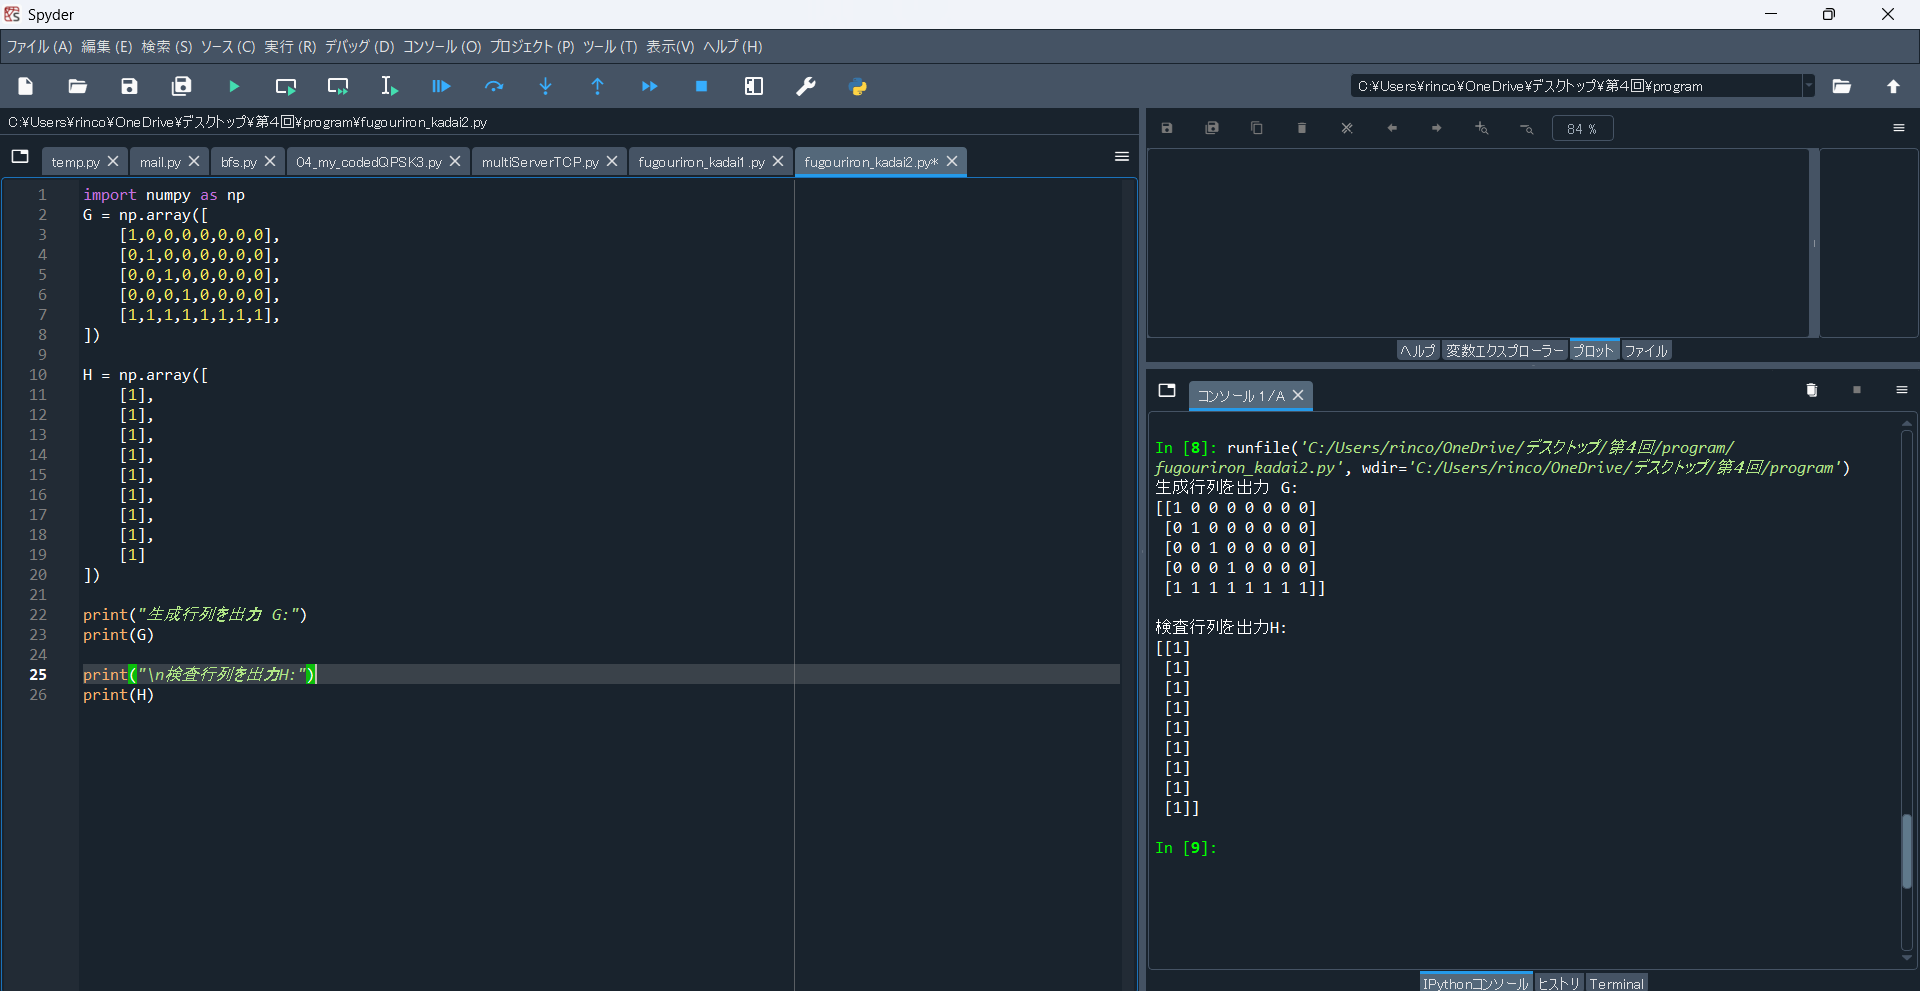 Spyder
ファイル (A) 編集 (E) 検索 (S) ソース (C) 実行 (R) デバッグ (D) コンソール (O) プロジェクト (P) ツール (T) 表示(V) ヘルプ (H)
C:¥Users¥rinco¥OneDrive¥デスクトップ¥第4回¥program
C:¥Users¥rinco¥OneDrive¥デスクトップ¥第4回¥program¥fugouriron_kadai2.py
temp.py mail.py bfs.py 04_my_codedQPSK3.py multiServerTCP.py fugouriron_kadai1.py fugouriron_kadai2.py*
1 import numpy as np
2 G = np.array([
3 [1,0,0,0,0,0,0,0],
4 [0,1,0,0,0,0,0,0],
5 [0,0,1,0,0,0,0,0],
6 [0,0,0,1,0,0,0,0],
7 [1,1,1,1,1,1,1,1],
8 ])
9
10 H = np.array([
11 [1],
12 [1],
13 [1],
14 [1],
15 [1],
16 [1],
17 [1],
18 [1],
19 [1]
20 ])
21
22 print("生成行列を出力 G:")
23 print(G)
24
25 print("\n検査行列を出力H:")
26 print(H)
84 %
ヘルプ 変数エクスプローラー プロット ファイル
コンソール 1/A
In [8]: runfile('C:/Users/rinco/OneDrive/デスクトップ/第4回/program/
fugouriron_kadai2.py', wdir='C:/Users/rinco/OneDrive/デスクトップ/第4回/program')
生成行列を出力 G:
[[1 0 0 0 0 0 0 0]
[0 1 0 0 0 0 0 0]
[0 0 1 0 0 0 0 0]
[0 0 0 1 0 0 0 0]
[1 1 1 1 1 1 1 1]]
検査行列を出力H:
[[1]
[1]
[1]
[1]
[1]
[1]
[1]
[1]
[1]]
In [9]:
IPythonコンソール ヒストリ Terminal